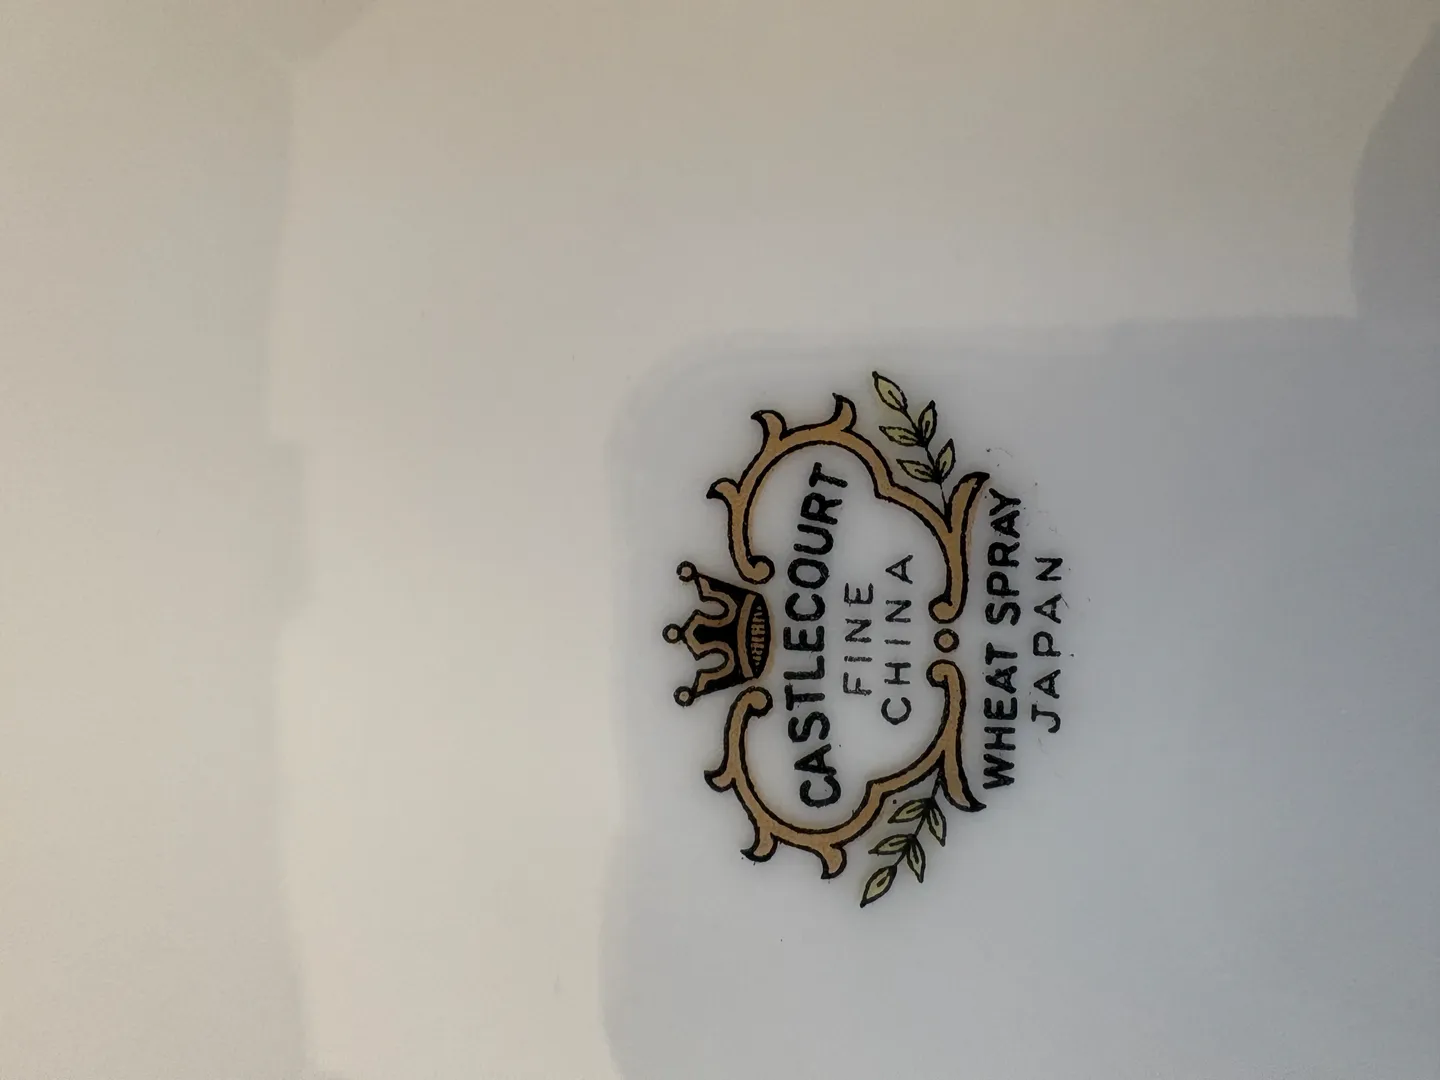 CASTLECOURT
FINE
CHINA
WHEAT SPRAY
JAPAN